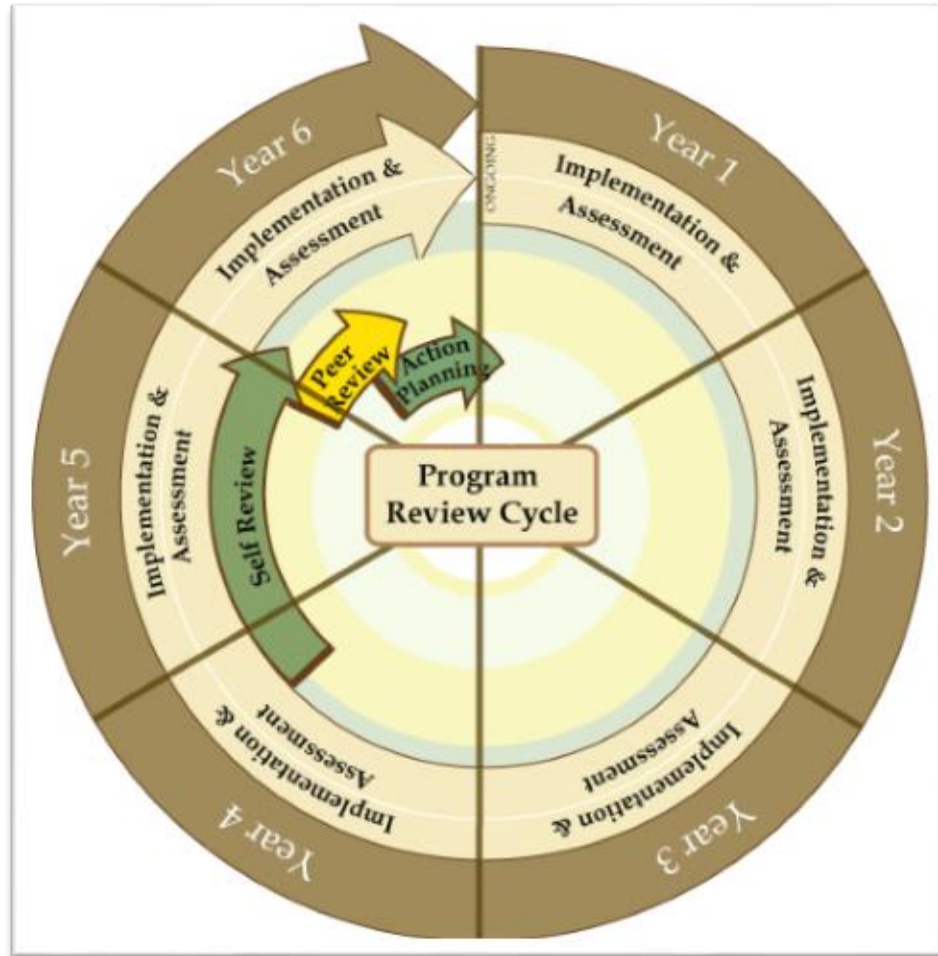 Year 1
Year 2
Year 3
Year 4
Year 5
Year 6
ONGOING
Implementation &
Assessment
Implementation &
Assessment
Implementation &
Assessment
Implementation &
Assessment
Implementation &
Assessment
Implementation &
Assessment
Self Review
Peer
Review
Action
Planning
Program
Review Cycle